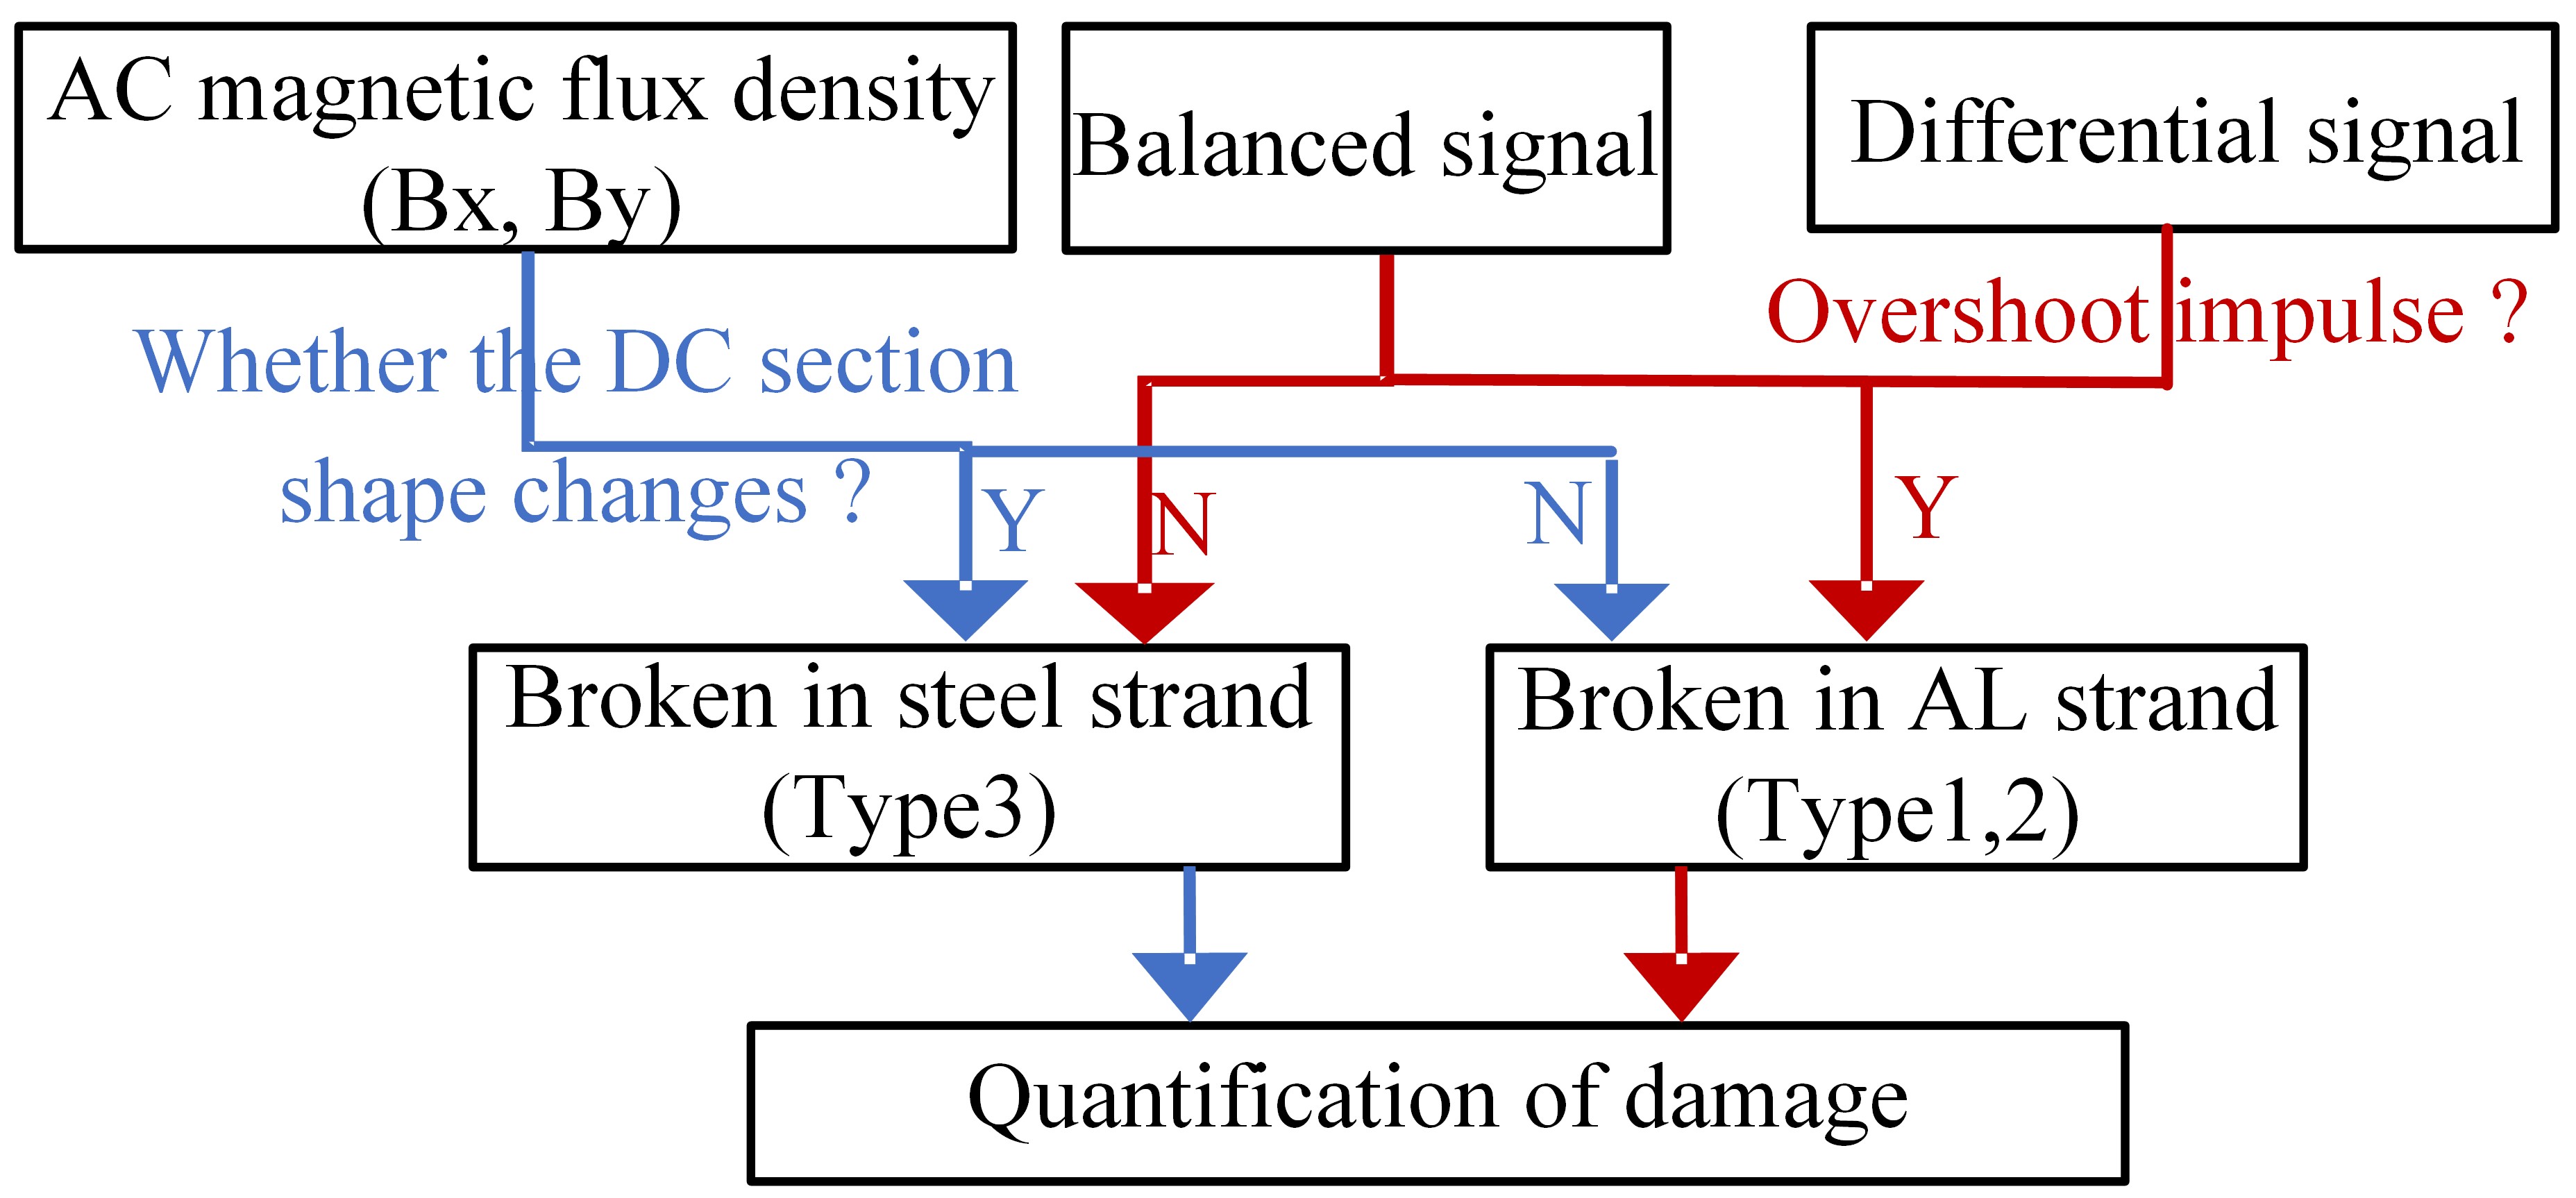 AC magnetic flux density
(Bx, By)
Balanced signal
Differential signal
Whether the DC section
shape changes ?
Overshoot impulse ?
Y
N
N
Y
Broken in steel strand
(Type3)
Broken in AL strand
(Type1,2)
Quantification of damage